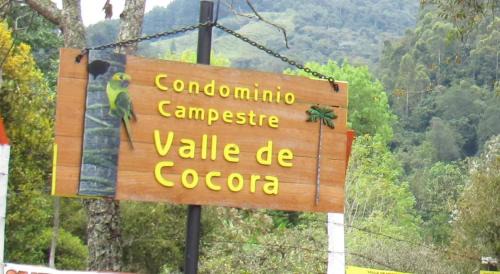 Condominio
Campestre
Valle de
Cocora